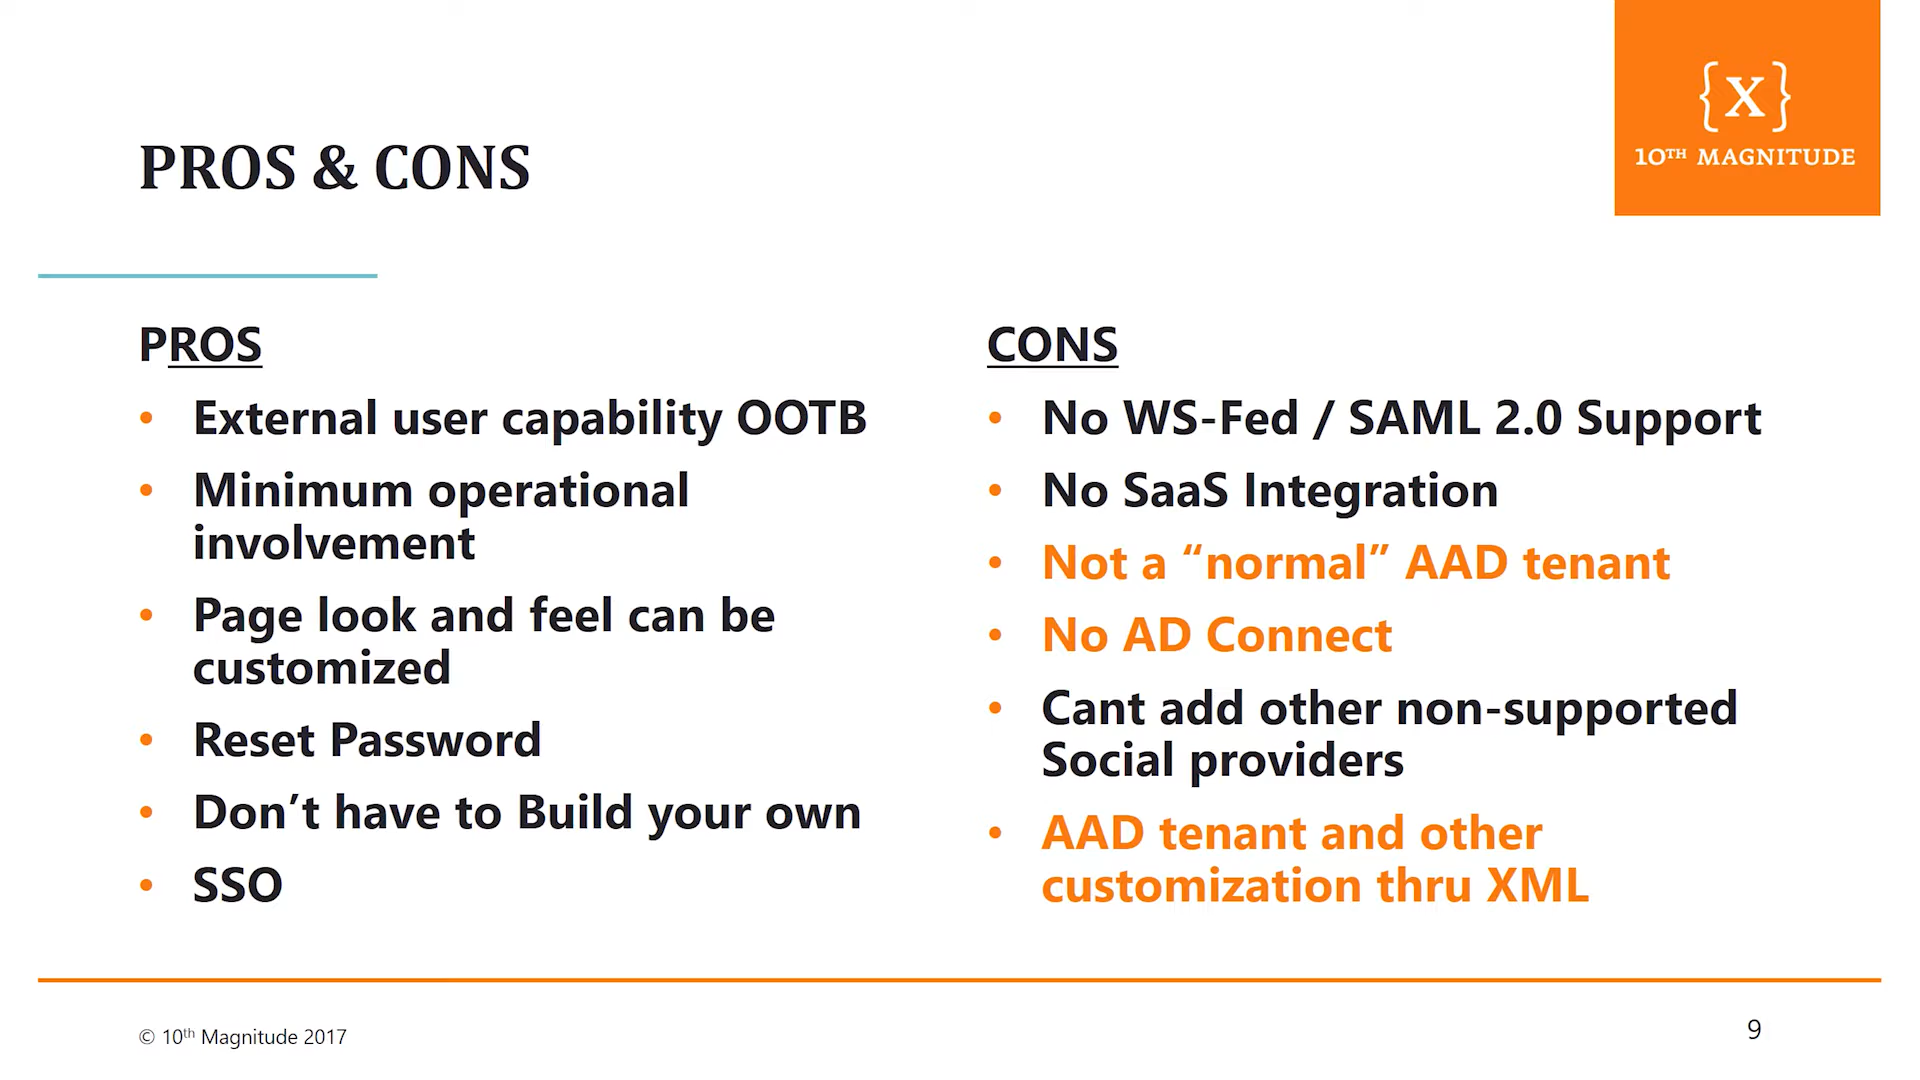 {X}
10TH MAGNITUDE
PROS & CONS
PROS
• External user capability OOTB
• Minimum operational
involvement
• Page look and feel can be
customized
• Reset Password
• Don’t have to Build your own
• SSO
CONS
• No WS-Fed / SAML 2.0 Support
• No SaaS Integration
• Not a “normal” AAD tenant
• No AD Connect
• Cant add other non-supported
Social providers
• AAD tenant and other
customization thru XML
© 10th Magnitude 2017
9